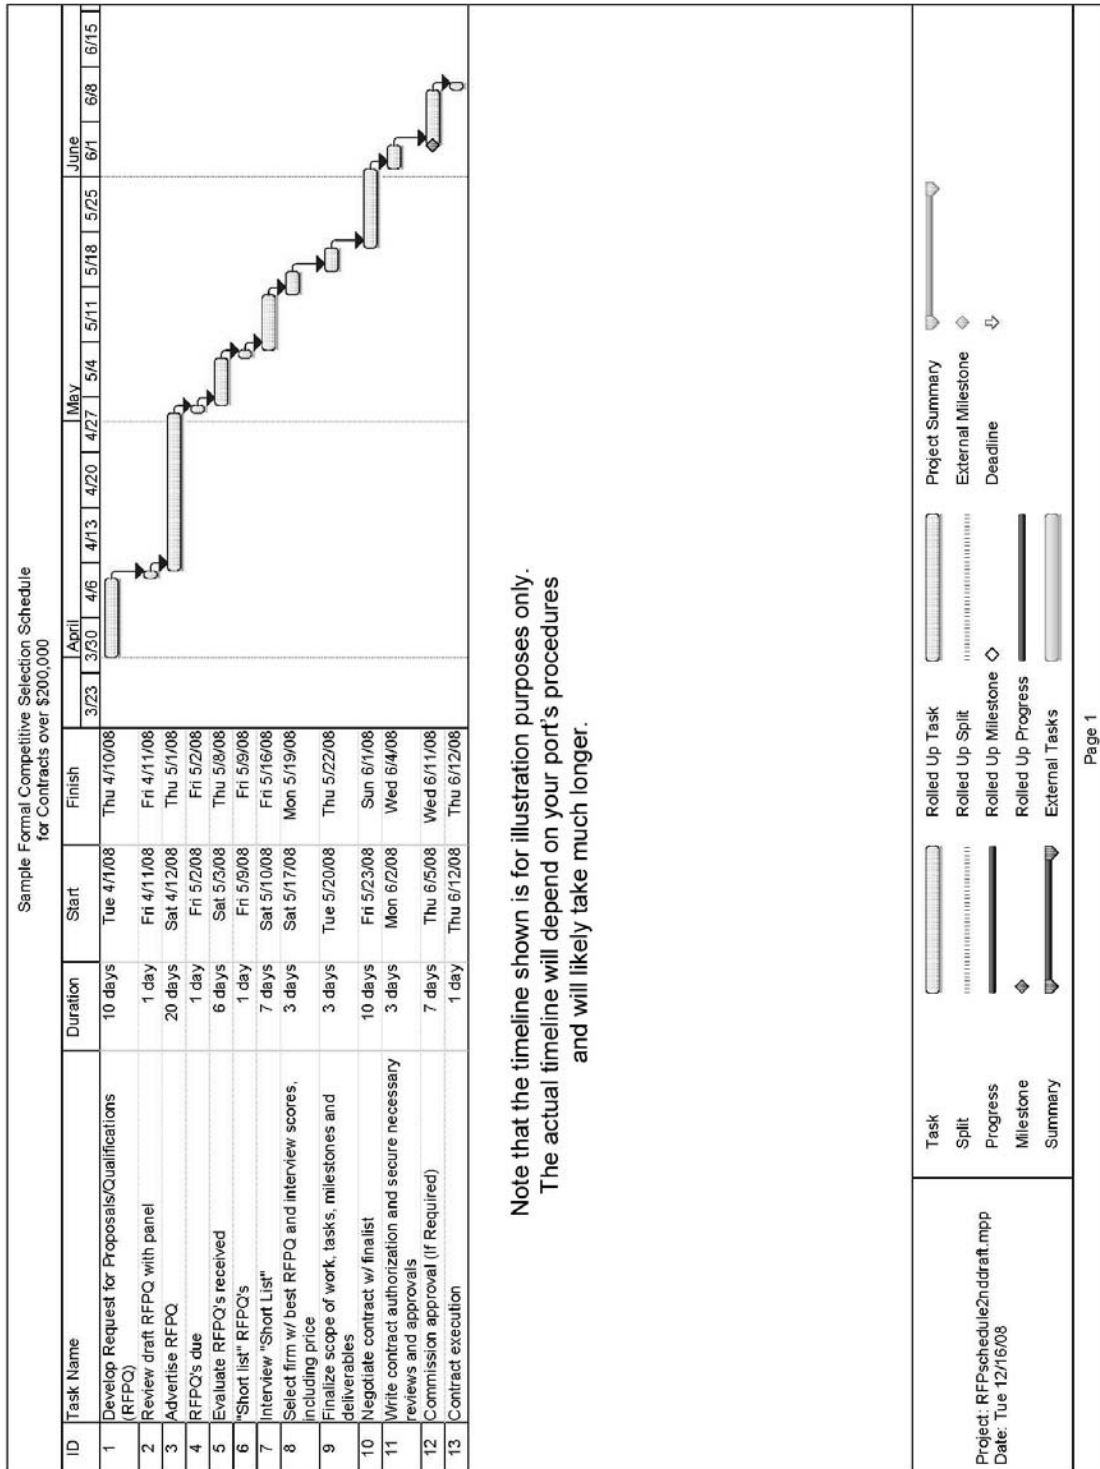 Sample Formal Competitive Selection Schedule
for Contracts over $200,000
ID Task Name Duration Start Finish
April May June
3/23 3/30 4/6 4/13 4/20 4/27 5/4 5/11 5/18 5/25 6/1 6/8 6/15
1 Develop Request for Proposals/Qualifications 10 days Tue 4/1/08 Thu 4/10/08
(RFPQ)
2 Review draft RFPQ with panel 1 day Fri 4/11/08 Fri 4/11/08
3 Advertise RFPQ 20 days Sat 4/12/08 Thu 5/1/08
4 RFPQ's due 1 day Fri 5/2/08 Fri 5/2/08
5 Evaluate RFPQ's received 6 days Sat 5/3/08 Thu 5/8/08
6 "Short list" RFPQ's 1 day Fri 5/9/08 Fri 5/9/08
7 Interview "Short List" 7 days Sat 5/10/08 Fri 5/16/08
8 Select firm w/ best RFPQ and interview scores, 3 days Sat 5/17/08 Mon 5/19/08
including price
9 Finalize scope of work, tasks, milestones and 3 days Tue 5/20/08 Thu 5/22/08
deliverables
10 Negotiate contract w/ finalist 10 days Fri 5/23/08 Sun 6/1/08
11 Write contract authorization and secure necessary 3 days Mon 6/2/08 Wed 6/4/08
reviews and approvals
12 Commission approval (If Required) 7 days Thu 6/5/08 Wed 6/11/08
13 Contract execution 1 day Thu 6/12/08 Thu 6/12/08
Note that the timeline shown is for illustration purposes only.
The actual timeline will depend on your port's procedures
and will likely take much longer.
Project: RFPschedule2nddraft.mpp
Date: Tue 12/16/08
Task Rolled Up Task Project Summary
Split Rolled Up Split External Milestone
Progress Rolled Up Milestone Deadline
Milestone Rolled Up Progress
Summary External Tasks
Page 1